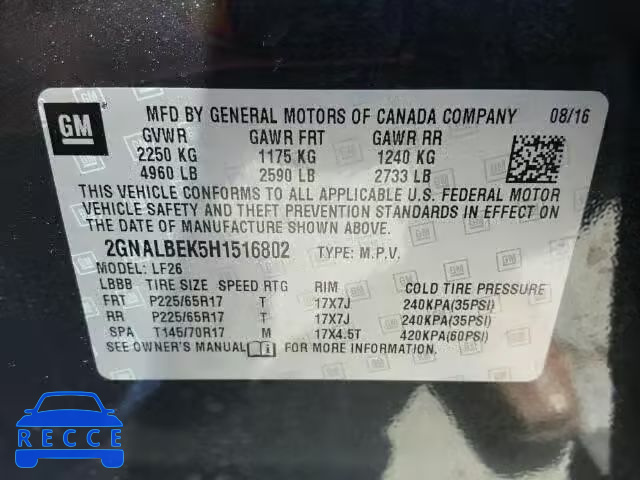 GM
MFD BY GENERAL MOTORS OF CANADA COMPANY 08/16
GVWR GAWR FRT GAWR RR
2250 KG 1175 KG 1240 KG
4960 LB 2590 LB 2733 LB
THIS VEHICLE CONFORMS TO ALL APPLICABLE U.S. FEDERAL MOTOR
VEHICLE SAFETY AND THEFT PREVENTION STANDARDS IN EFFECT ON
THE DATE OF MANUFACTURE SHOWN ABOVE.
2GNALBEK5H1516802 TYPE: M.P.V.
MODEL: LF26
LBBB TIRE SIZE SPEED RTG RIM COLD TIRE PRESSURE
FRT P225/65R17 T 17X7J 240KPA(35PSI)
RR P225/65R17 T 17X7J 240KPA(35PSI)
SPA T145/70R17 M 17X4.5T 420KPA(60PSI)
SEE OWNER'S MANUAL FOR MORE INFORMATION.
RECCE